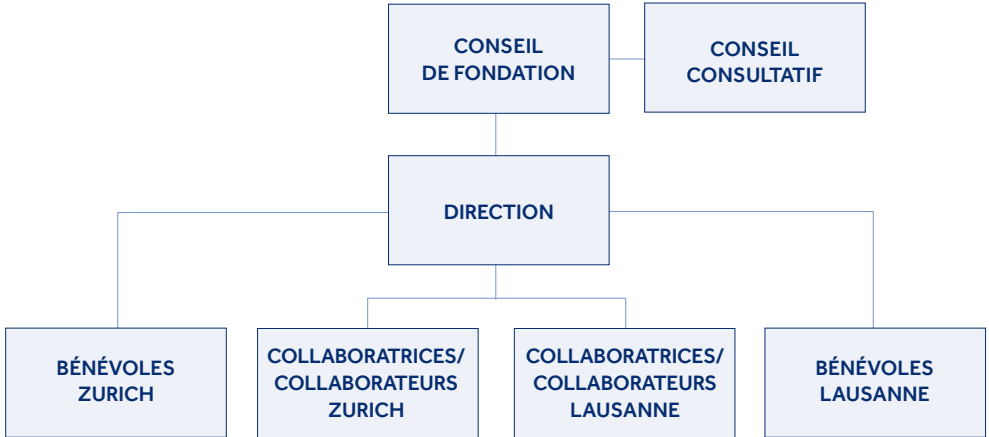 CONSEIL
DE FONDATION
CONSEIL
CONSULTATIF
DIRECTION
BÉNÉVOLES
ZURICH
COLLABORATRICES/
COLLABORATEURS
ZURICH
COLLABORATRICES/
COLLABORATEURS
LAUSANNE
BÉNÉVOLES
LAUSANNE